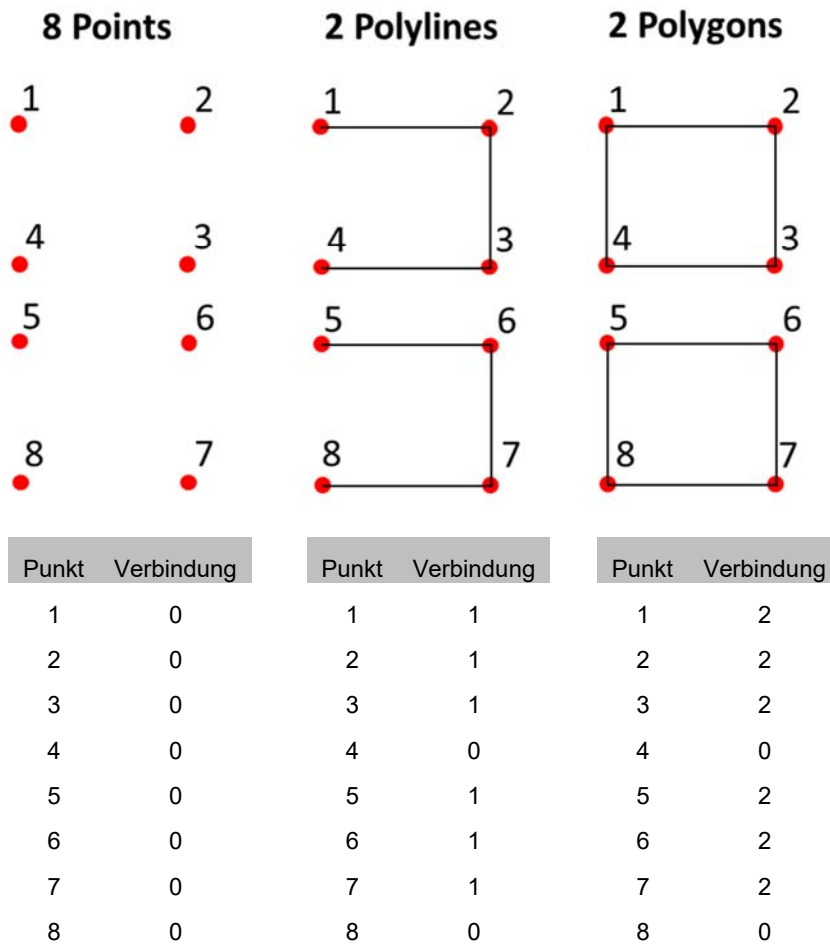 8 Points 2 Polylines 2 Polygons
1 2 1 2 1 2
4 3 4 3 4 3
5 6 5 6 5 6
8 7 8 7 8 7
Punkt Verbindung Punkt Verbindung Punkt Verbindung
1 0 1 1 1 2
2 0 2 1 2 2
3 0 3 1 3 2
4 0 4 0 4 0
5 0 5 1 5 2
6 0 6 1 6 2
7 0 7 1 7 2
8 0 8 0 8 0